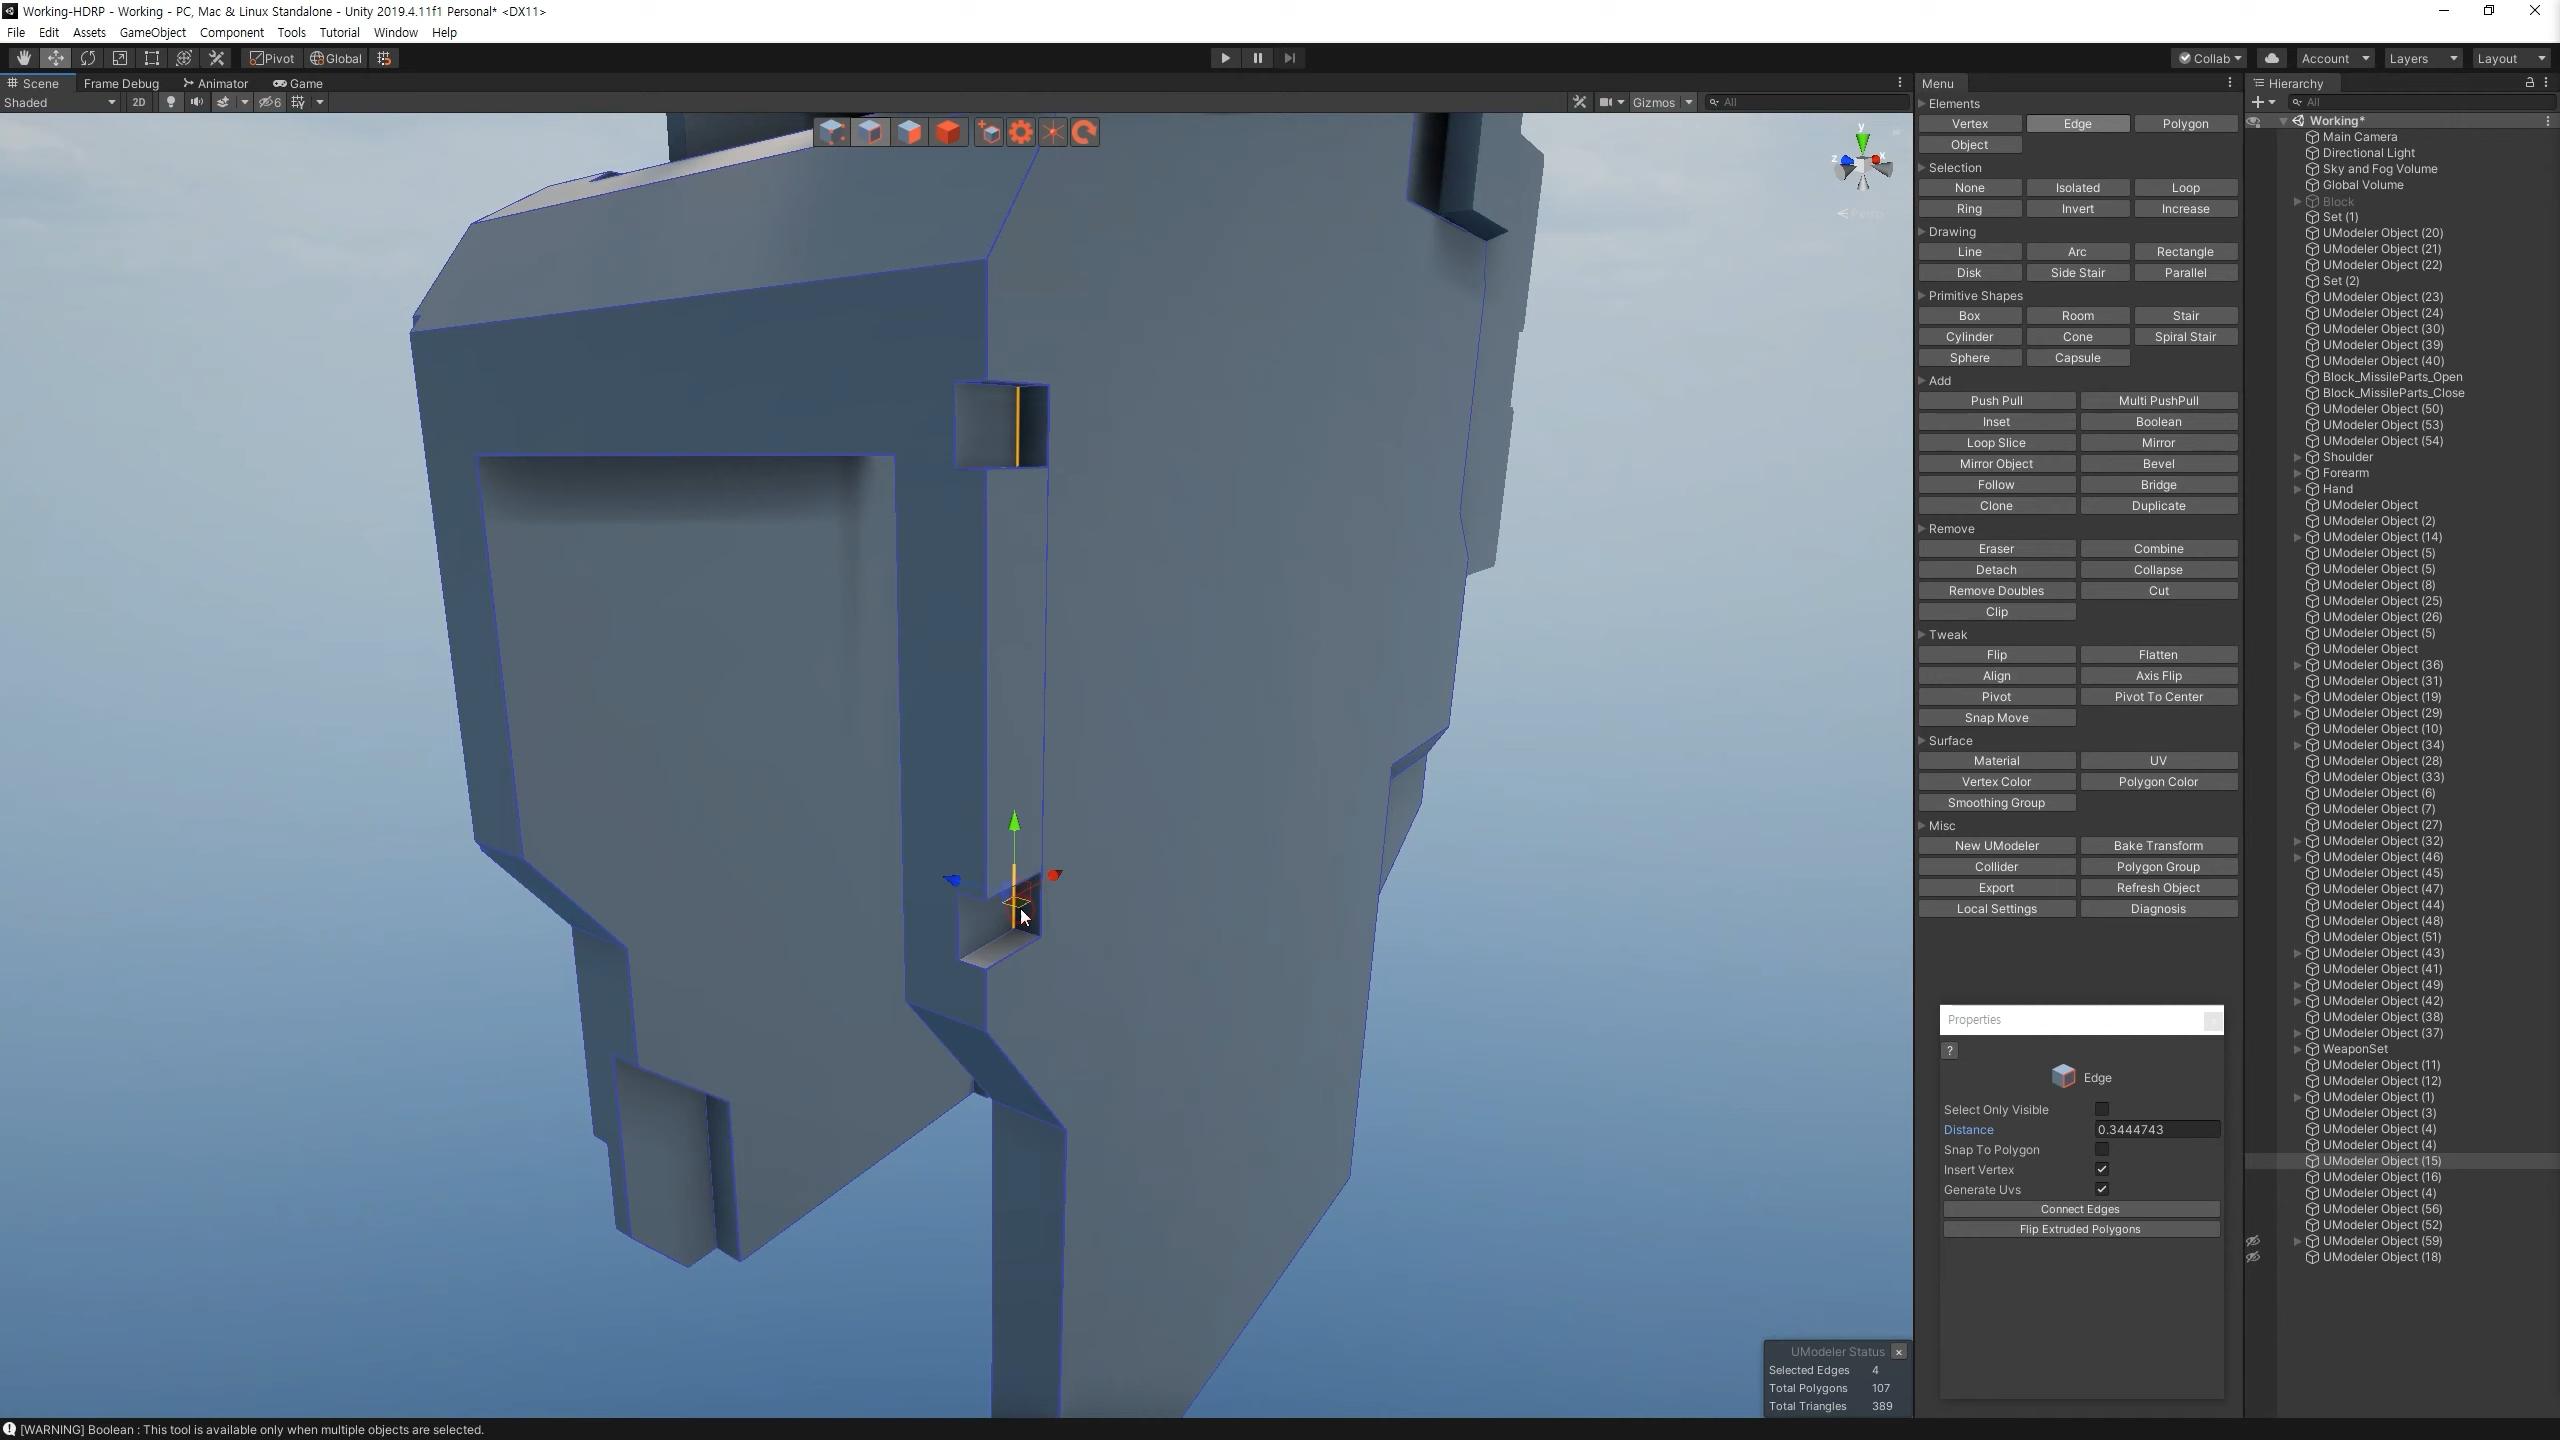 Working-HDRP - Working - PC, Mac & Linux Standalone - Unity 2019.4.11f1 Personal* <DX11>
File Edit Assets GameObject Component Tools Tutorial Window Help
Pivot Global Collab Account Layers Layout
Scene Frame Debug Animator Game
Shaded 2D 6 Gizmos All
y
z x
Persp
Menu
Elements
Vertex Edge Polygon
Object
Selection
None Isolated Loop
Ring Invert Increase
Drawing
Line Arc Rectangle
Disk Side Stair Parallel
Primitive Shapes
Box Room Stair
Cylinder Cone Spiral Stair
Sphere Capsule
Add
Push Pull Multi PushPull
Inset Boolean
Loop Slice Mirror
Mirror Object Bevel
Follow Bridge
Clone Duplicate
Remove
Eraser Combine
Detach Collapse
Remove Doubles Cut
Clip
Tweak
Flip Flatten
Align Axis Flip
Pivot Pivot To Center
Snap Move
Surface
Material UV
Vertex Color Polygon Color
Smoothing Group
Misc
New UModeler Bake Transform
Collider Polygon Group
Export Refresh Object
Local Settings Diagnosis
Properties
?
Edge
Select Only Visible
Distance 0.3444743
Snap To Polygon
Insert Vertex
Generate Uvs
Connect Edges
Flip Extruded Polygons
Hierarchy
All
Working*
Main Camera
Directional Light
Sky and Fog Volume
Global Volume
Block
Set (1)
UModeler Object (20)
UModeler Object (21)
UModeler Object (22)
Set (2)
UModeler Object (23)
UModeler Object (24)
UModeler Object (30)
UModeler Object (39)
UModeler Object (40)
Block_MissileParts_Open
Block_MissileParts_Close
UModeler Object (50)
UModeler Object (53)
UModeler Object (54)
Shoulder
Forearm
Hand
UModeler Object
UModeler Object (2)
UModeler Object (14)
UModeler Object (5)
UModeler Object (5)
UModeler Object (8)
UModeler Object (25)
UModeler Object (26)
UModeler Object (5)
UModeler Object
UModeler Object (36)
UModeler Object (31)
UModeler Object (19)
UModeler Object (29)
UModeler Object (10)
UModeler Object (34)
UModeler Object (28)
UModeler Object (33)
UModeler Object (6)
UModeler Object (7)
UModeler Object (27)
UModeler Object (32)
UModeler Object (46)
UModeler Object (45)
UModeler Object (47)
UModeler Object (44)
UModeler Object (48)
UModeler Object (51)
UModeler Object (43)
UModeler Object (41)
UModeler Object (49)
UModeler Object (42)
UModeler Object (38)
UModeler Object (37)
WeaponSet
UModeler Object (11)
UModeler Object (12)
UModeler Object (1)
UModeler Object (3)
UModeler Object (4)
UModeler Object (4)
UModeler Object (15)
UModeler Object (16)
UModeler Object (4)
UModeler Object (56)
UModeler Object (52)
UModeler Object (59)
UModeler Object (18)
UModeler Status
Selected Edges 4
Total Polygons 107
Total Triangles 389
[WARNING] Boolean : This tool is available only when multiple objects are selected.